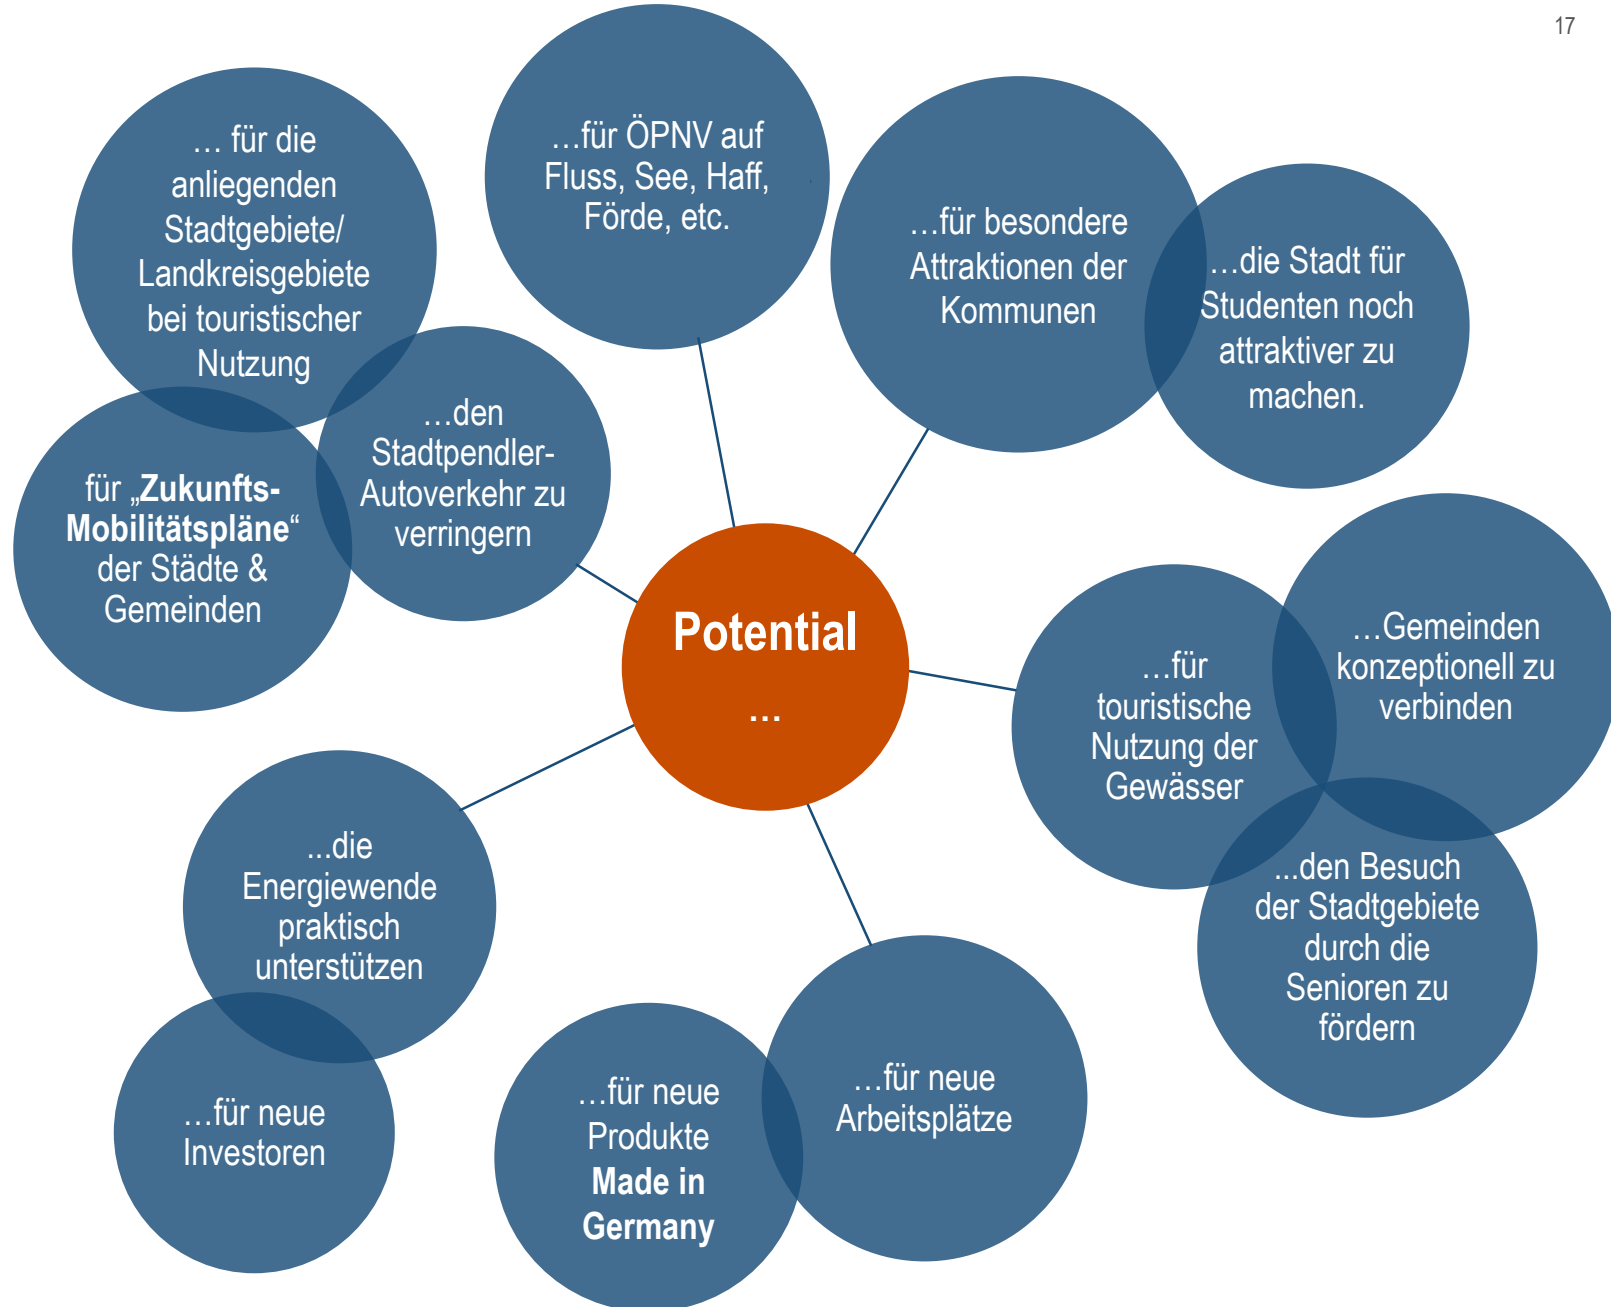 17
… für die
anliegenden
Stadtgebiete/
Landkreisgebiete
bei touristischer
Nutzung
…für ÖPNV auf
Fluss, See, Haff,
Förde, etc.
…für besondere
Attraktionen der
Kommunen
…die Stadt für
Studenten noch
attraktiver zu
machen.
…den
Stadtpendler-
Autoverkehr zu
verringern
für „Zukunfts-
Mobilitätspläne“
der Städte &
Gemeinden
Potential
…
…für
touristische
Nutzung der
Gewässer
…Gemeinden
konzeptionell zu
verbinden
...den Besuch
der Stadtgebiete
durch die
Senioren zu
fördern
...die
Energiewende
praktisch
unterstützen
…für neue
Investoren
…für neue
Produkte
Made in
Germany
…für neue
Arbeitsplätze